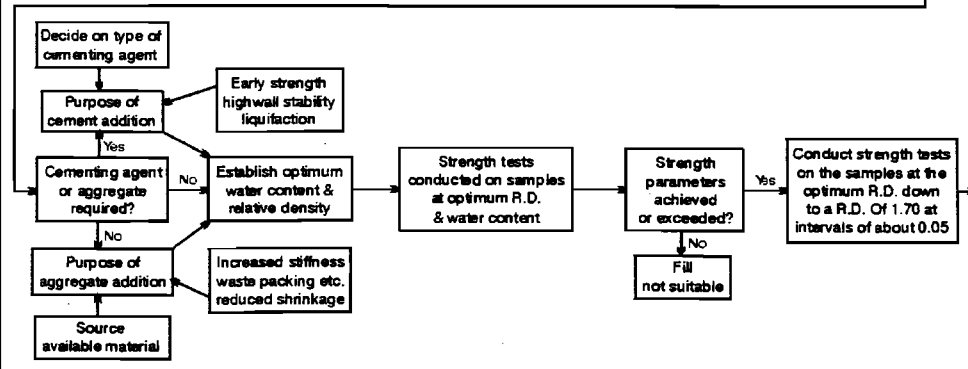 Decide on type of
cementing agent
Purpose of
cement addition
Early strength
highwall stability
liquifaction
Yes
Cementing agent
or aggregate
required?
No
Establish optimum
water content &
relative density
Strength tests
conducted on samples
at optimum R.D.
& water content
Strength
parameters
achieved
or exceeded?
Yes
Conduct strength tests
on the samples at the
optimum R.D. down
to a R.D. Of 1.70 at
intervals of about 0.05
No
Purpose of
aggregate addition
Increased stiffness
waste packing etc.
reduced shrinkage
No
Fill
not suitable
Source
available material